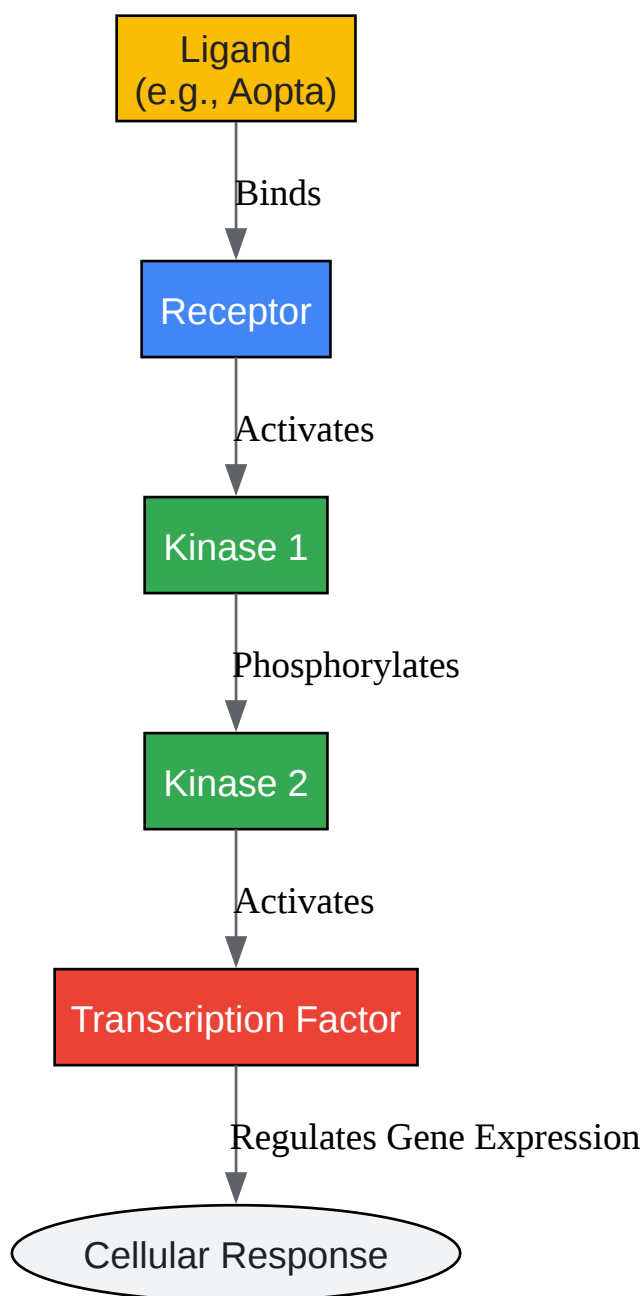 Ligand
(e.g., Aopta)
Binds
Receptor
Activates
Kinase 1
Phosphorylates
Kinase 2
Activates
Transcription Factor
Regulates Gene Expression
Cellular Response